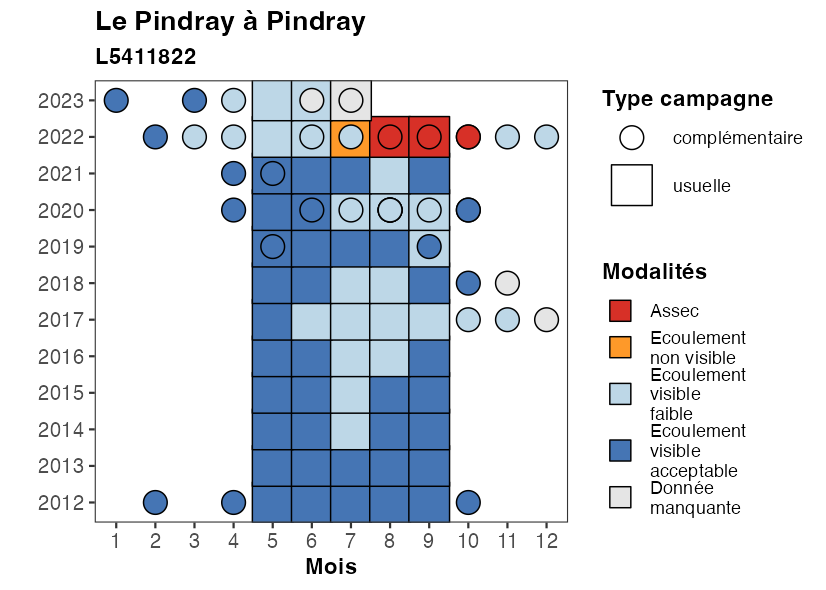 Le Pindray à Pindray
L5411822
2023
2022
2021
2020
2019
2018
2017
2016
2015
2014
2013
2012
1 2 3 4 5 6 7 8 9 10 11 12
Mois
Type campagne
complémentaire
usuelle
Modalités
Assec
Ecoulement
non visible
Ecoulement
visible
faible
Ecoulement
visible
acceptable
Donnée
manquante